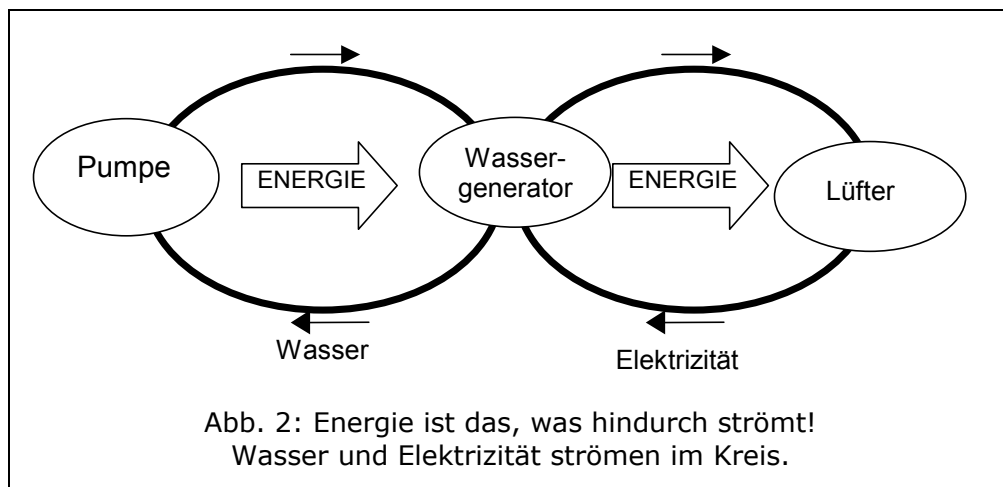 Pumpe
ENERGIE
Wasser-
generator
ENERGIE
Lüfter
Wasser
Elektrizität
Abb. 2: Energie ist das, was hindurch strömt!
Wasser und Elektrizität strömen im Kreis.